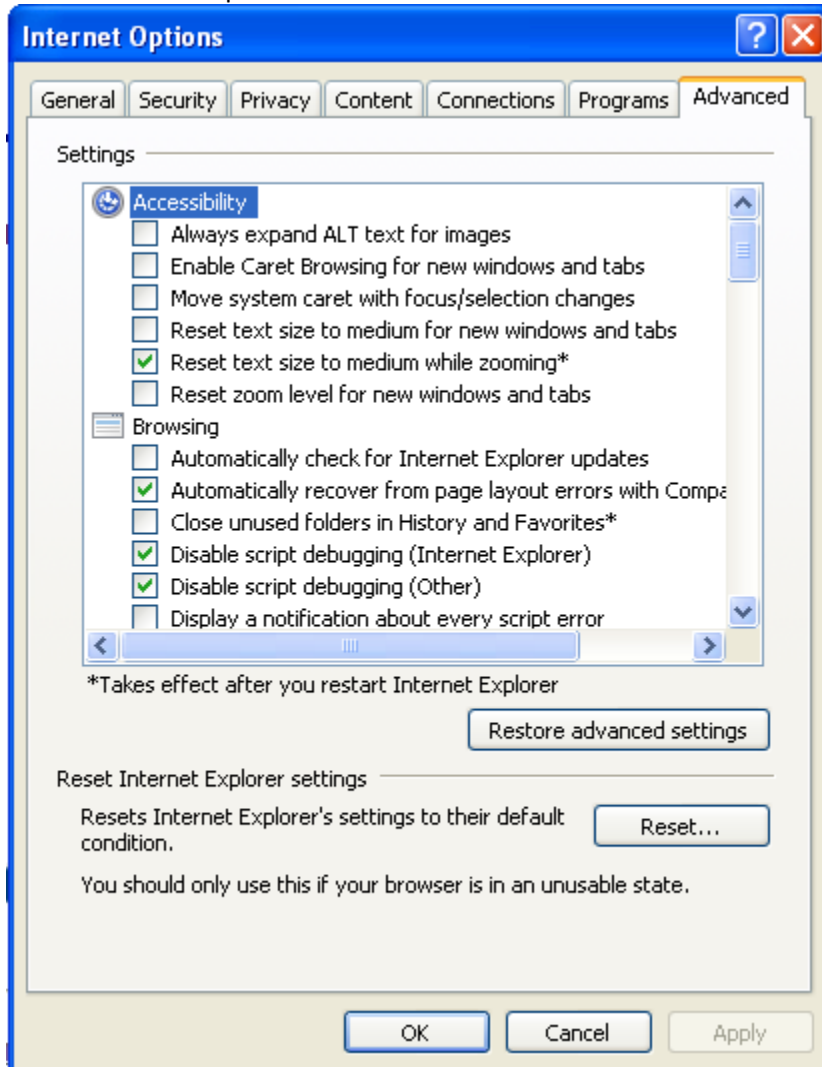 Internet Options
General Security Privacy Content Connections Programs Advanced
Settings
Accessibility
Always expand ALT text for images
Enable Caret Browsing for new windows and tabs
Move system caret with focus/selection changes
Reset text size to medium for new windows and tabs
Reset text size to medium while zooming*
Reset zoom level for new windows and tabs
Browsing
Automatically check for Internet Explorer updates
Automatically recover from page layout errors with Compa
Close unused folders in History and Favorites*
Disable script debugging (Internet Explorer)
Disable script debugging (Other)
Display a notification about every script error
*Takes effect after you restart Internet Explorer
Restore advanced settings
Reset Internet Explorer settings
Resets Internet Explorer's settings to their default
condition.
Reset...
You should only use this if your browser is in an unusable state.
OK Cancel Apply